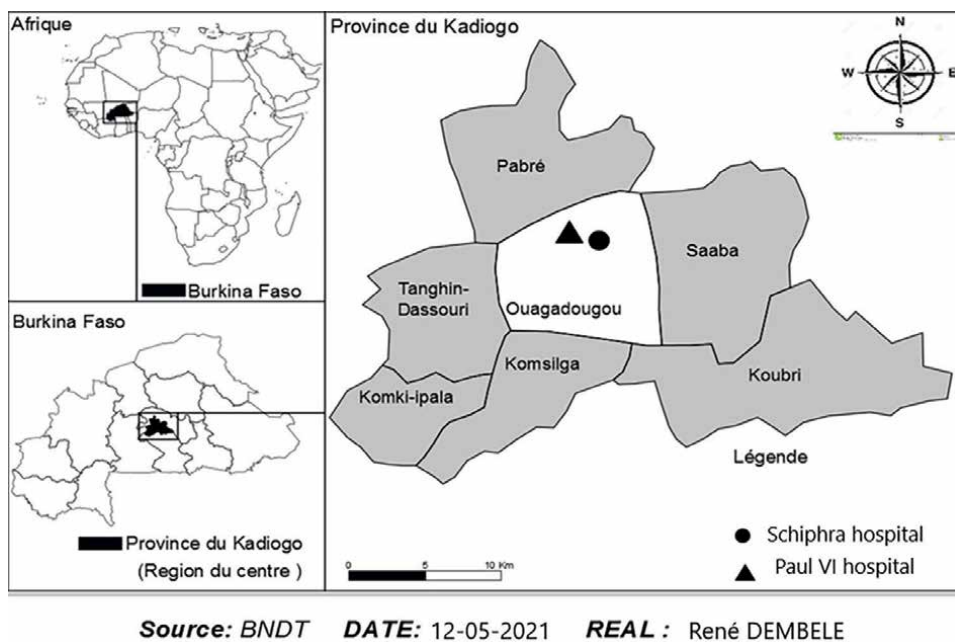 Afrique
Burkina Faso
Burkina Faso
Province du Kadiogo
(Region du centre )
Province du Kadiogo
N
W
E
S
Pabré
Saaba
Tanghin-
Dassouri
Ouagadougou
Komsilga
Komki-ipala
Koubri
Légende
Schiphra hospital
Paul VI hospital
0 5 10 Km
Source: BNDT DATE: 12-05-2021 REAL : René DEMBELE